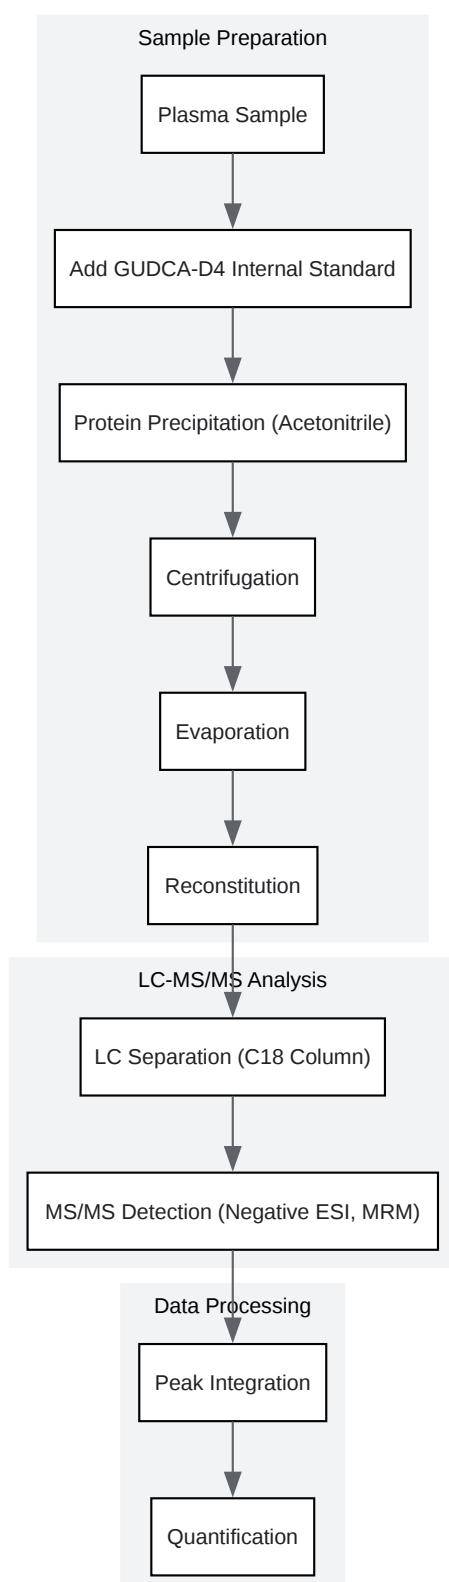 Sample Preparation
Plasma Sample
Add GUDCA-D4 Internal Standard
Protein Precipitation (Acetonitrile)
Centrifugation
Evaporation
Reconstitution
LC-MS/MS Analysis
LC Separation (C18 Column)
MS/MS Detection (Negative ESI, MRM)
Data Processing
Peak Integration
Quantification